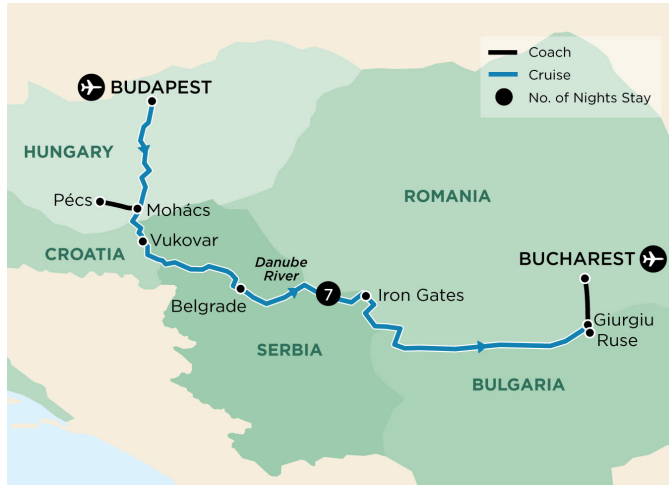 Coach
Cruise
No. of Nights Stay
BUDAPEST
HUNGARY
Pécs
Mohács
ROMANIA
CROATIA
Vukovar
Danube
River
BUCHAREST
7
Iron Gates
Belgrade
Giurgiu
Ruse
SERBIA
BULGARIA